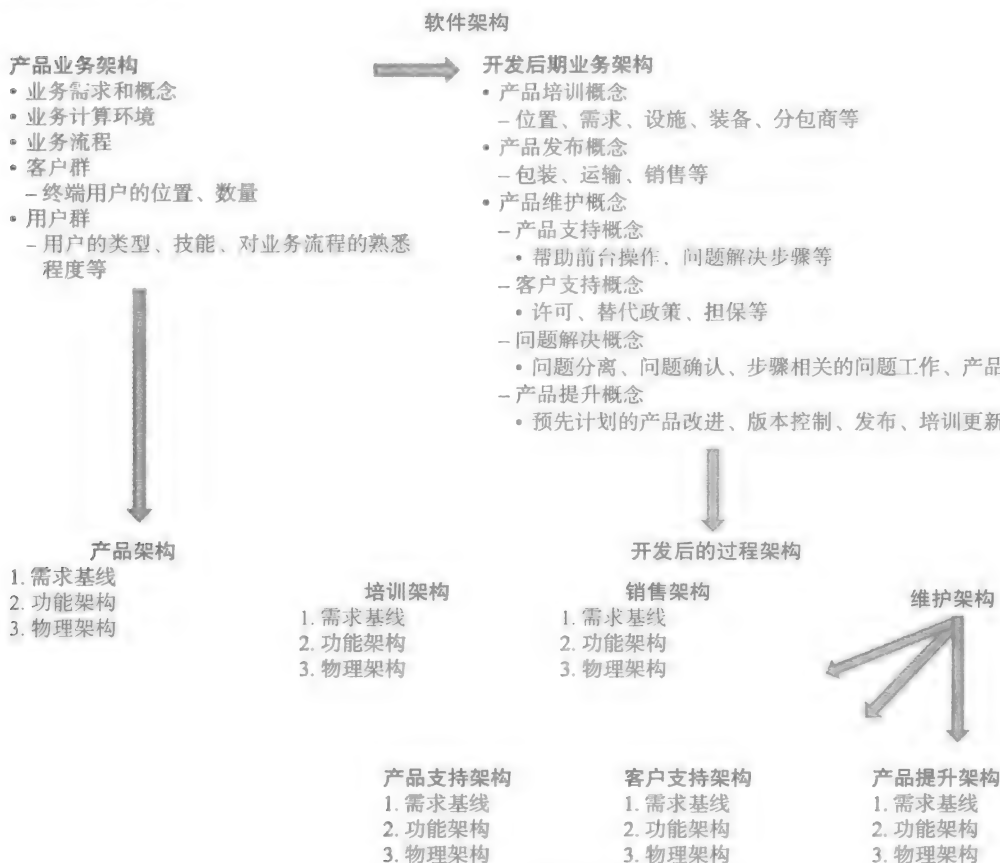 软件架构
产品业务架构
• 业务需求和概念
• 业务计算环境
• 业务流程
• 客户群
– 终端用户的位置、数量
• 用户群
– 用户的类型、技能、对业务流程的熟悉
程度等
开发后期业务架构
• 产品培训概念
– 位置、需求、设施、装备、分包商等
• 产品发布概念
– 包装、运输、销售等
• 产品维护概念
– 产品支持概念
• 帮助前台操作、问题解决步骤等
– 客户支持概念
• 许可、替代政策、担保等
– 问题解决概念
• 问题分离、问题确认、步骤相关的问题工作、产品
– 产品提升概念
• 预先计划的产品改进、版本控制、发布、培训更新
产品架构
1. 需求基线
2. 功能架构
3. 物理架构
开发后的过程架构
培训架构
1. 需求基线
2. 功能架构
3. 物理架构
销售架构
1. 需求基线
2. 功能架构
3. 物理架构
维护架构
产品支持架构
1. 需求基线
2. 功能架构
3. 物理架构
客户支持架构
1. 需求基线
2. 功能架构
3. 物理架构
产品提升架构
1. 需求基线
2. 功能架构
3. 物理架构